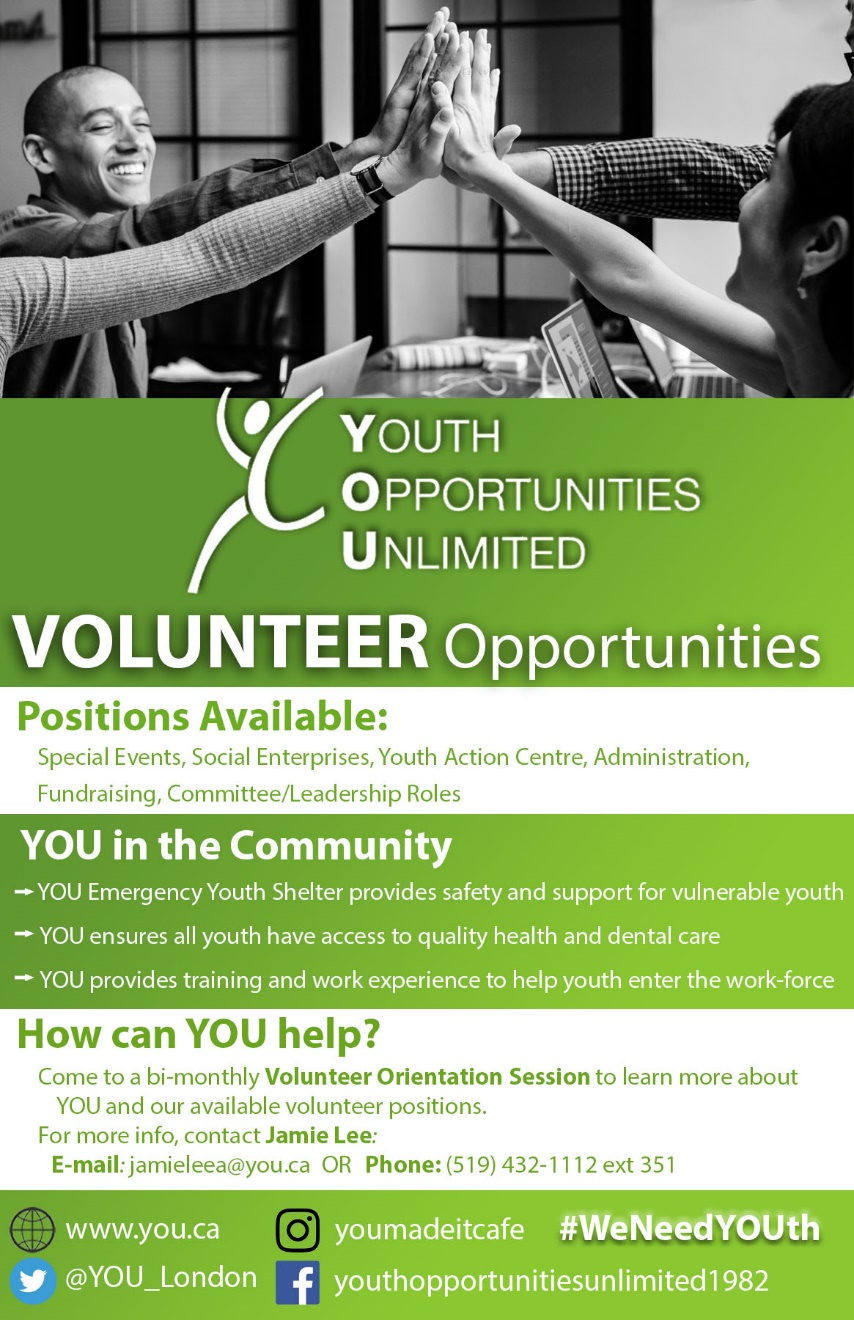 YOUTH
OPPORTUNITIES
UNLIMITED
VOLUNTEER Opportunities
Positions Available:
Special Events, Social Enterprises, Youth Action Centre, Administration,
Fundraising, Committee/Leadership Roles
YOU in the Community
→YOU Emergency Youth Shelter provides safety and support for vulnerable youth
→ YOU ensures all youth have access to quality health and dental care
→ YOU provides training and work experience to help youth enter the work-force
How can YOU help?
Come to a bi-monthly Volunteer Orientation Session to learn more about
YOU and our available volunteer positions.
For more info, contact Jamie Lee:
E-mail: jamieleea@you.ca OR Phone: (519) 432-1112 ext 351
www.you.ca youmadeitcafe #WeNeedYOUth
@YOU_London youthopportunitiesunlimited1982